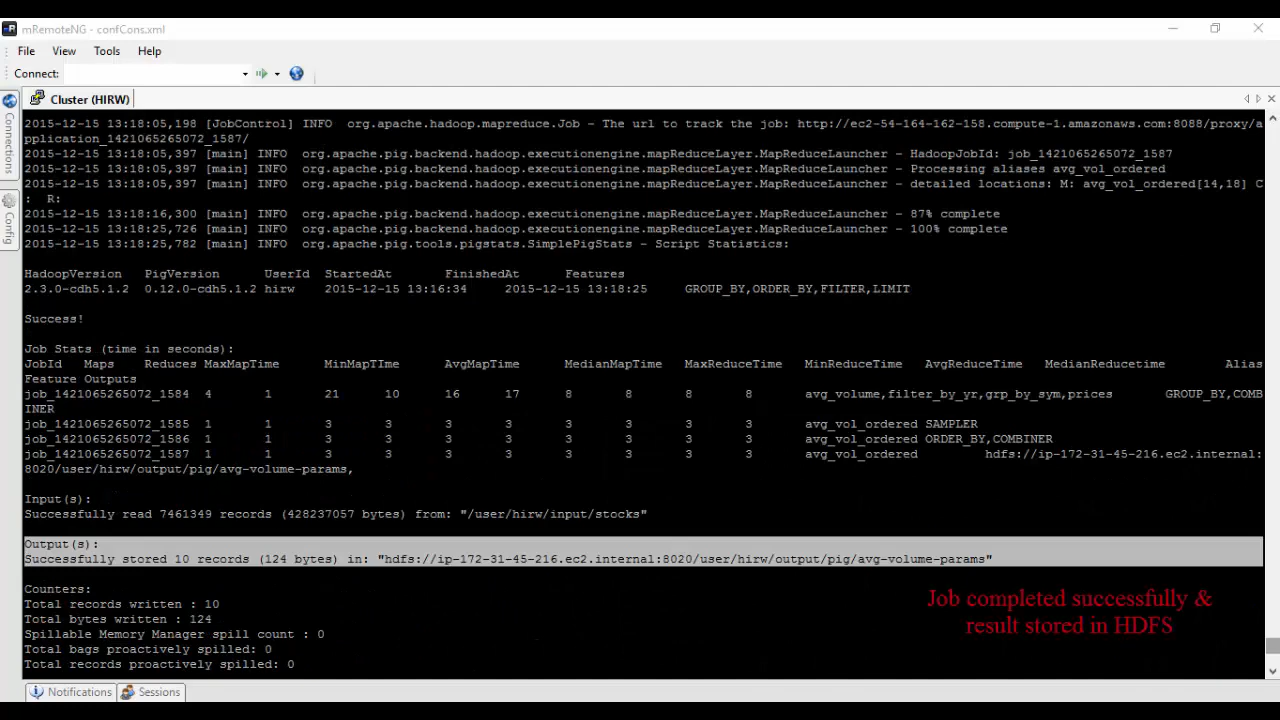 mRemoteNG - confCons.xml
File View Tools Help
Connect:
Cluster (HIRW)
Connections
Config
2015-12-15 13:18:05,198 [JobControl] INFO  org.apache.hadoop.mapreduce.Job - The url to track the job: http://ec2-54-164-162-158.compute-1.amazonaws.com:8088/proxy/a
pplication_1421065265072_1587/
2015-12-15 13:18:05,397 [main] INFO  org.apache.pig.backend.hadoop.executionengine.mapReduceLayer.MapReduceLauncher - HadoopJobId: job_1421065265072_1587
2015-12-15 13:18:05,397 [main] INFO  org.apache.pig.backend.hadoop.executionengine.mapReduceLayer.MapReduceLauncher - Processing aliases avg_vol_ordered
2015-12-15 13:18:05,397 [main] INFO  org.apache.pig.backend.hadoop.executionengine.mapReduceLayer.MapReduceLauncher - detailed locations: M: avg_vol_ordered[14,18] C
:  R:
2015-12-15 13:18:16,300 [main] INFO  org.apache.pig.backend.hadoop.executionengine.mapReduceLayer.MapReduceLauncher - 87% complete
2015-12-15 13:18:25,726 [main] INFO  org.apache.pig.backend.hadoop.executionengine.mapReduceLayer.MapReduceLauncher - 100% complete
2015-12-15 13:18:25,782 [main] INFO  org.apache.pig.tools.pigstats.SimplePigStats - Script Statistics:
HadoopVersion PigVersion UserId StartedAt FinishedAt Features
2.3.0-cdh5.1.2 0.12.0-cdh5.1.2 hirw 2015-12-15 13:16:34 2015-12-15 13:18:25 GROUP_BY,ORDER_BY,FILTER,LIMIT
Success!
Job Stats (time in seconds):
JobId Maps Reduces MaxMapTime MinMapTIme AvgMapTime MedianMapTime MaxReduceTime MinReduceTime AvgReduceTime MedianReducetime Alias
Feature Outputs
job_1421065265072_1584 4 1 21 10 16 17 8 8 8 8 avg_volume,filter_by_yr,grp_by_sym,prices GROUP_BY,COMB
INER
job_1421065265072_1585 1 1 3 3 3 3 3 3 3 3 avg_vol_ordered SAMPLER
job_1421065265072_1586 1 1 3 3 3 3 3 3 3 3 avg_vol_ordered ORDER_BY,COMBINER
job_1421065265072_1587 1 1 3 3 3 3 3 3 3 3 avg_vol_ordered hdfs://ip-172-31-45-216.ec2.internal:
8020/user/hirw/output/pig/avg-volume-params,
Input(s):
Successfully read 7461349 records (428237057 bytes) from: "/user/hirw/input/stocks"
Output(s):
Successfully stored 10 records (124 bytes) in: "hdfs://ip-172-31-45-216.ec2.internal:8020/user/hirw/output/pig/avg-volume-params"
Counters:
Total records written : 10
Total bytes written : 124
Spillable Memory Manager spill count : 0
Total bags proactively spilled: 0
Total records proactively spilled: 0
Job completed successfully &
result stored in HDFS
Notifications Sessions